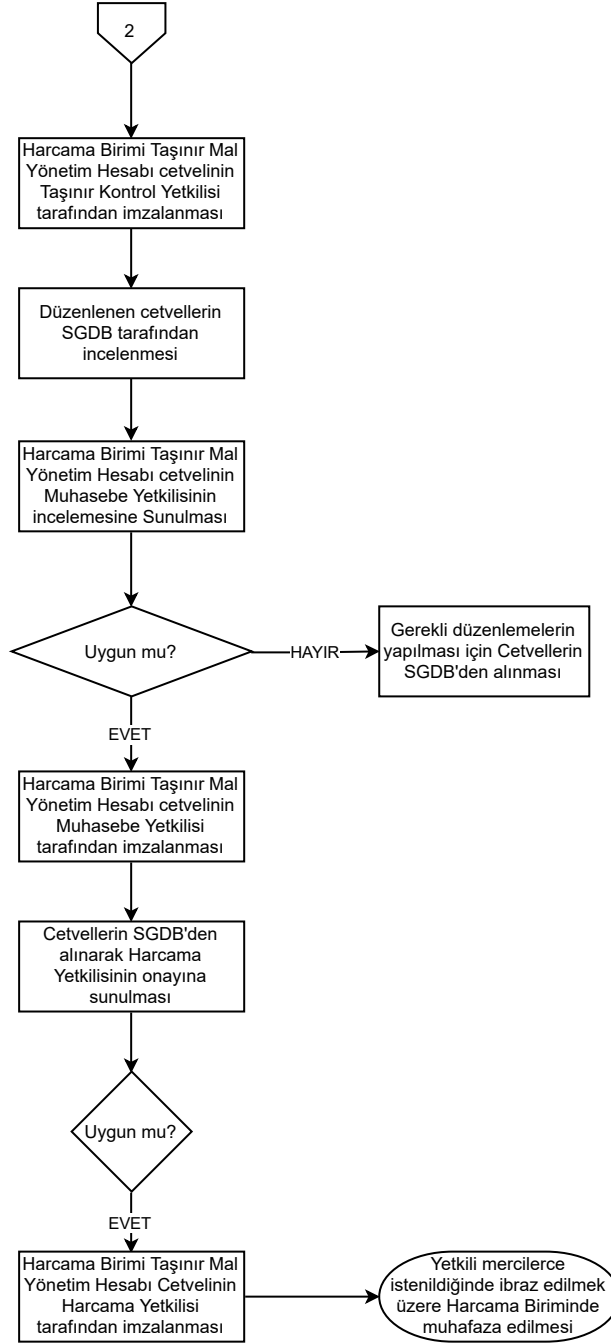 2
Harcama Birimi Taşınır Mal
Yönetim Hesabı cetvelinin
Taşınır Kontrol Yetkilisi
tarafından imzalanması
Düzenlenen cetvellerin
SGDB tarafından
incelenmesi
Harcama Birimi Taşınır Mal
Yönetim Hesabı cetvelinin
Muhasebe Yetkilisinin
incelemesine Sunulması
Uygun mu?
HAYIR
Gerekli düzenlemelerin
yapılması için Cetvellerin
SGDB'den alınması
EVET
Harcama Birimi Taşınır Mal
Yönetim Hesabı cetvelinin
Muhasebe Yetkilisi
tarafından imzalanması
Cetvellerin SGDB'den
alınarak Harcama
Yetkilisinin onayına
sunulması
Uygun mu?
EVET
Harcama Birimi Taşınır Mal
Yönetim Hesabı Cetvelinin
Harcama Yetkilisi
tarafından imzalanması
Yetkili mercilerce
istenildiğinde ibraz edilmek
üzere Harcama Biriminde
muhafaza edilmesi